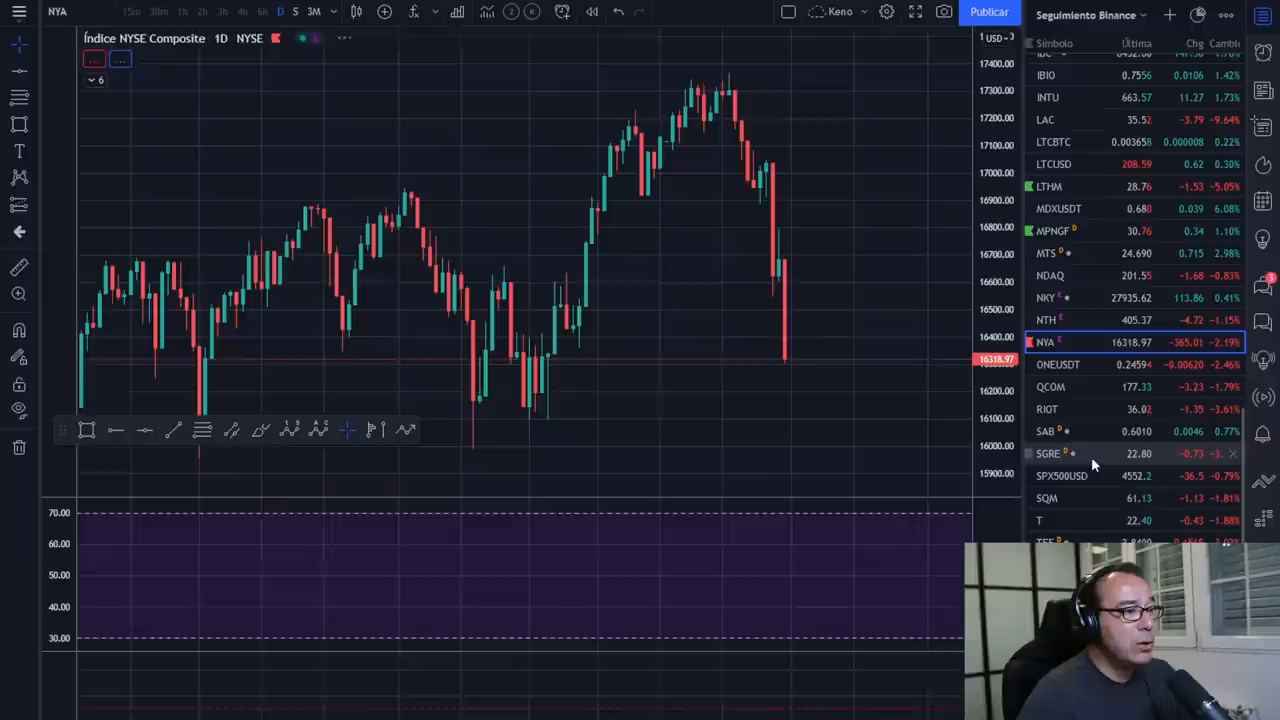 NYA 15m 30m 1h 2h 3h 4h 6h D S 3M Keno Publicar
Índice NYSE Composite 1D NYSE
... ...
6
USD
17400.00
17300.00
17200.00
17100.00
17000.00
16900.00
16800.00
16700.00
16600.00
16500.00
16400.00
16318.97
16200.00
16100.00
16000.00
15900.00
70.00
60.00
50.00
40.00
30.00
Seguimiento Binance
Símbolo Última Chg Cambi
IBIO 0.7556 0.0106 1.42%
INTU 663.57 11.27 1.73%
LAC 35.52 -3.79 -9.64%
LTCBTC 0.003658 0.000008 0.22%
LTCUSD 208.59 0.62 0.30%
LTHM 28.76 -1.53 -5.05%
MDXUSDT 0.680 0.039 6.08%
MPNGF D 30.76 0.34 1.10%
MTS D 24.690 0.715 2.98%
NDAQ 201.55 -1.68 -0.83%
NKY E 27935.62 113.86 0.41%
NTH E 405.37 -4.72 -1.15%
NYA E 16318.97 -365.01 -2.19%
ONEUSDT 0.24594 -0.00620 -2.46%
QCOM 177.33 -3.23 -1.79%
RIOT 36.02 -1.35 -3.61%
SAB D 0.6010 0.0046 0.77%
SGRE D 22.80 -0.73 -3.
SPX500USD 4552.2 -36.5 -0.79%
SQM 61.13 -1.13 -1.81%
T 22.40 -0.43 -1.88%
3